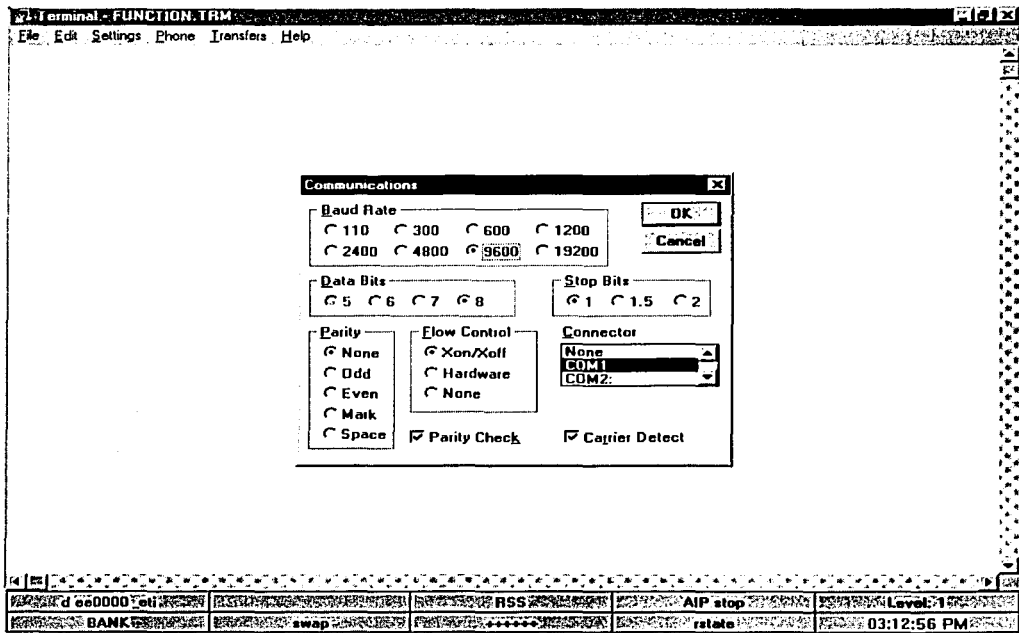 Terminal - FUNCTION.TRM
File Edit Settings Phone Transfers Help
Communications
Baud Rate
110 300 600 1200
2400 4800 9600 19200
OK
Cancel
Data Bits
5 6 7 8
Stop Bits
1 1.5 2
Parity
None
Odd
Even
Mark
Space
Flow Control
Xon/Xoff
Hardware
None
Connector
None
COM1
COM2:
Parity Check
Carrier Detect
d ee0000 RSS AIP stop Level: 1
BANK swap ++++++ rstate 03:12:56 PM